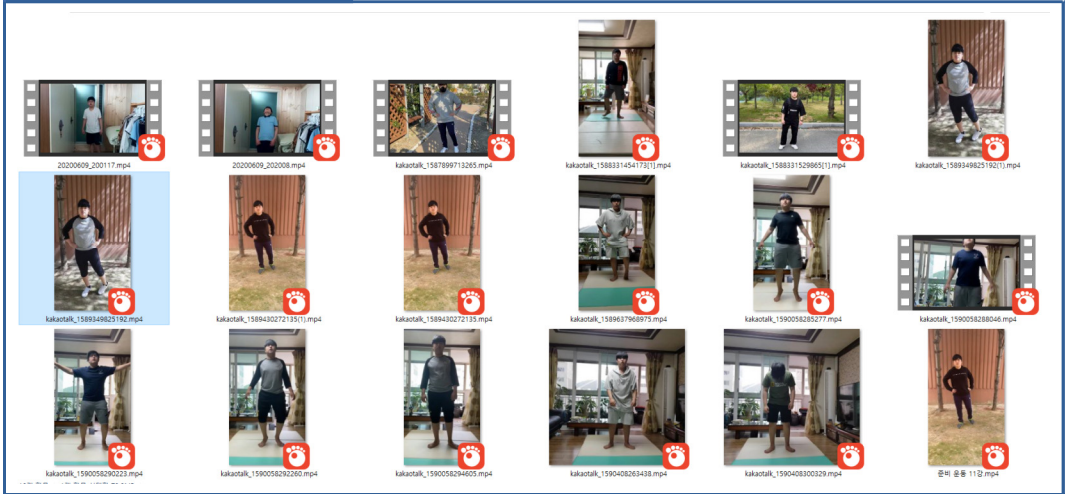 20200609_200117.mp4
20200609_202008.mp4
kakaotalk_1587899713265.mp4
kakaotalk_1588331454173[1].mp4
kakaotalk_1588331529865[1].mp4
kakaotalk_1589349825192(1).mp4
kakaotalk_1589349825192.mp4
kakaotalk_1589430272135(1).mp4
kakaotalk_1589430272135.mp4
kakaotalk_1589637968975.mp4
kakaotalk_1590058285277.mp4
kakaotalk_1590058288046.mp4
kakaotalk_1590058290223.mp4
kakaotalk_1590058292260.mp4
kakaotalk_1590058294605.mp4
kakaotalk_1590408263438.mp4
kakaotalk_1590408300329.mp4
준비 운동 11강.mp4